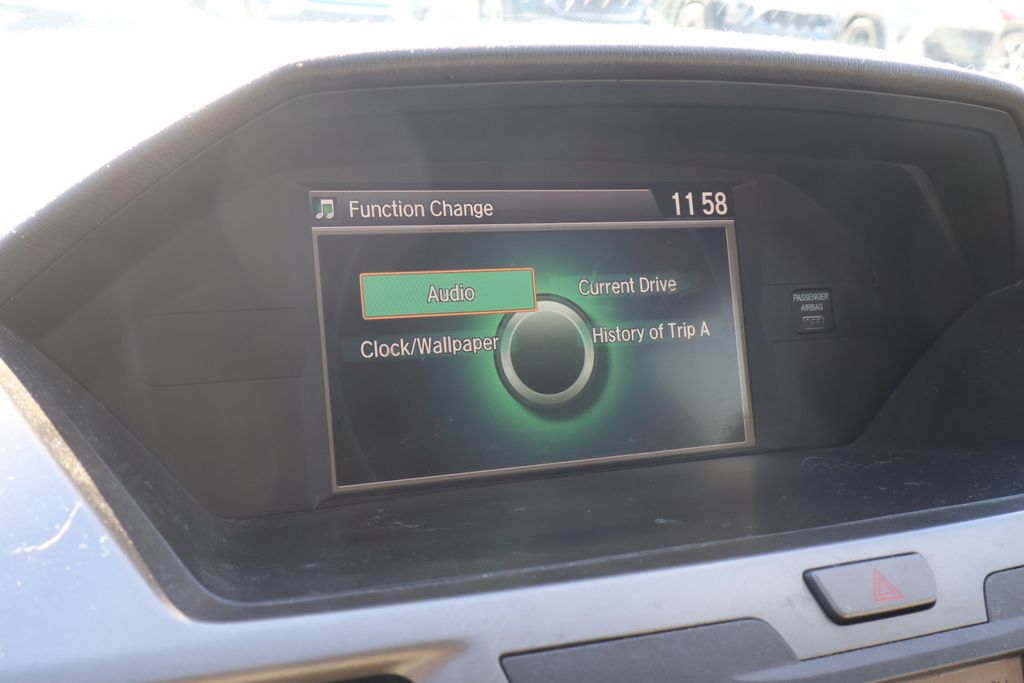 Function Change
11 58
Audio
Current Drive
Clock/Wallpaper
History of Trip A
PASSENGER
AIRBAG
OFF